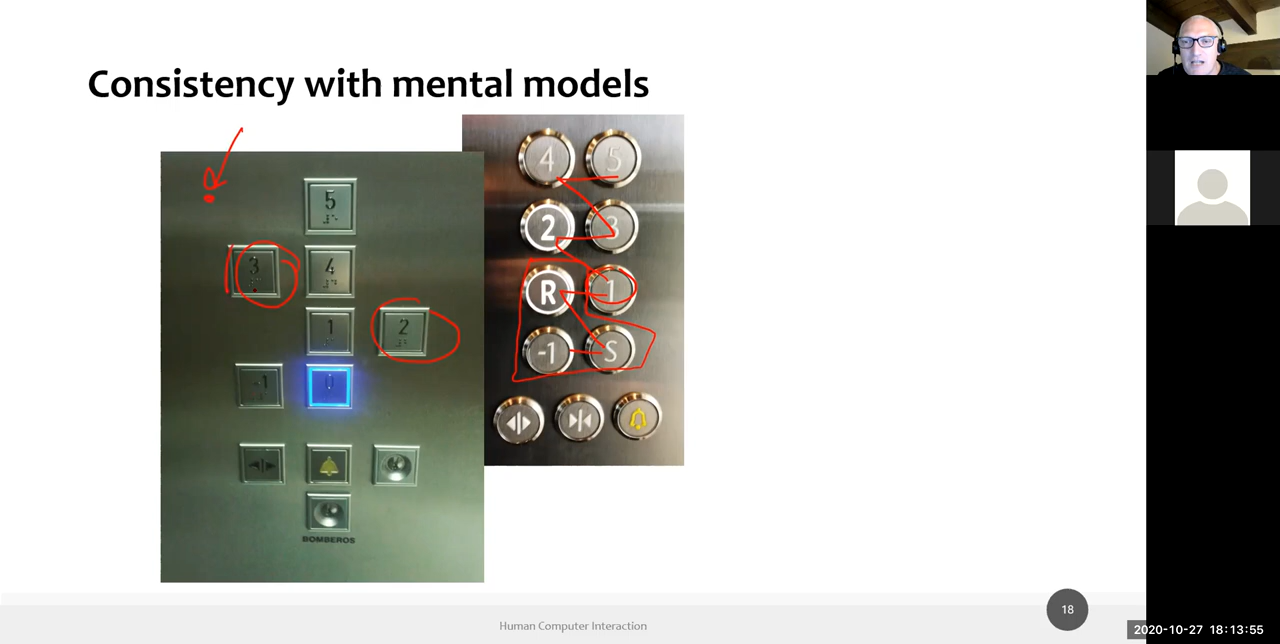 Consistency with mental models
5
3 4
1 2
-1 0
BOMBEROS
4 5
2 3
R 1
-1 S
18
Human Computer Interaction
2020-10-27 18:13:55